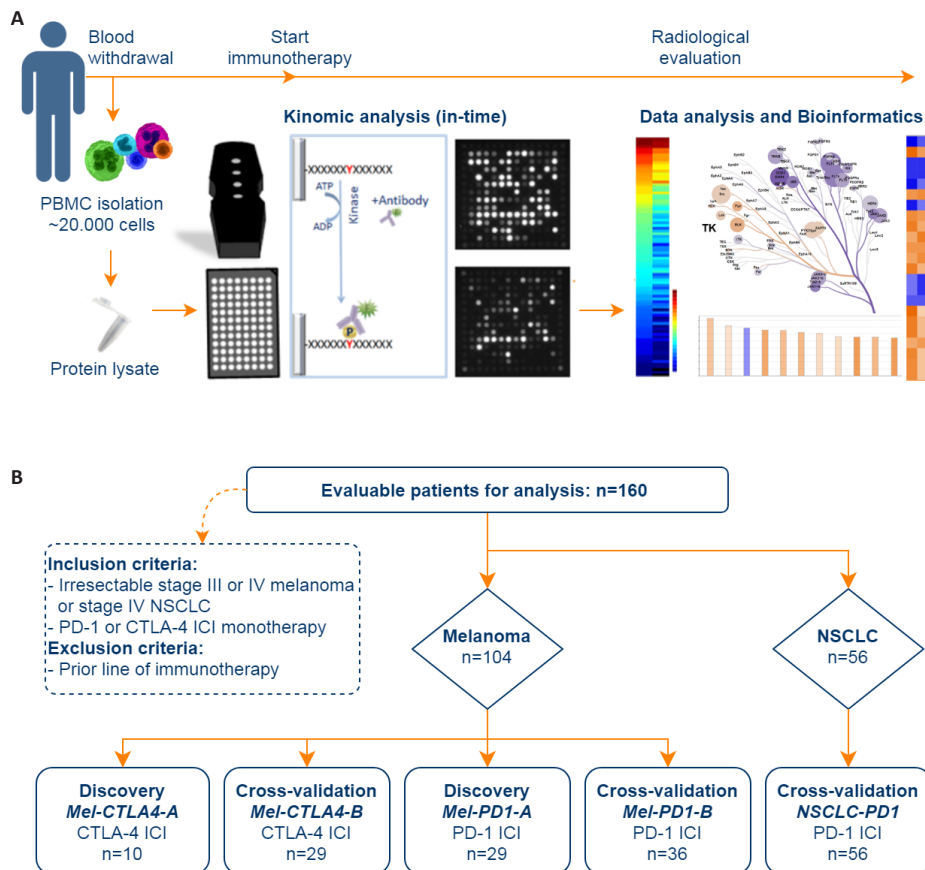 A
Blood
withdrawal
Start
immunotherapy
Radiological
evaluation
Kinomic analysis (in-time)
Data analysis and Bioinformatics
PBMC isolation
~20.000 cells
Protein lysate
XXXXXXYXXXXXX
ATP
ADP
Kinase
+Antibody
P
XXXXXXYXXXXXX
TK
B
Evaluable patients for analysis: n=160
Inclusion criteria:
- Irresectable stage III or IV melanoma
or stage IV NSCLC
- PD-1 or CTLA-4 ICI monotherapy
Exclusion criteria:
- Prior line of immunotherapy
Melanoma
n=104
NSCLC
n=56
Discovery
Mel-CTLA4-A
CTLA-4 ICI
n=10
Cross-validation
Mel-CTLA4-B
CTLA-4 ICI
n=29
Discovery
Mel-PD1-A
PD-1 ICI
n=29
Cross-validation
Mel-PD1-B
PD-1 ICI
n=36
Cross-validation
NSCLC-PD1
PD-1 ICI
n=56